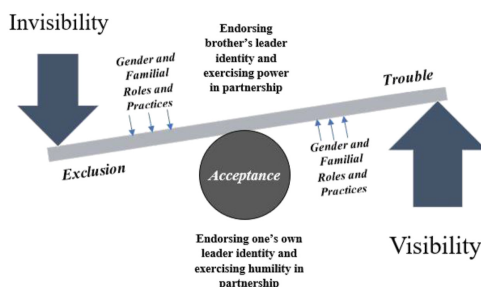 Invisibility
Gender and
Familial
Roles and
Practices
Endorsing
brother's leader
identity and
exercising power
in partnership
Trouble
Exclusion
Acceptance
Gender and
Familial
Roles and
Practices
Endorsing one's own
leader identity and
exercising humility in
partnership
Visibility